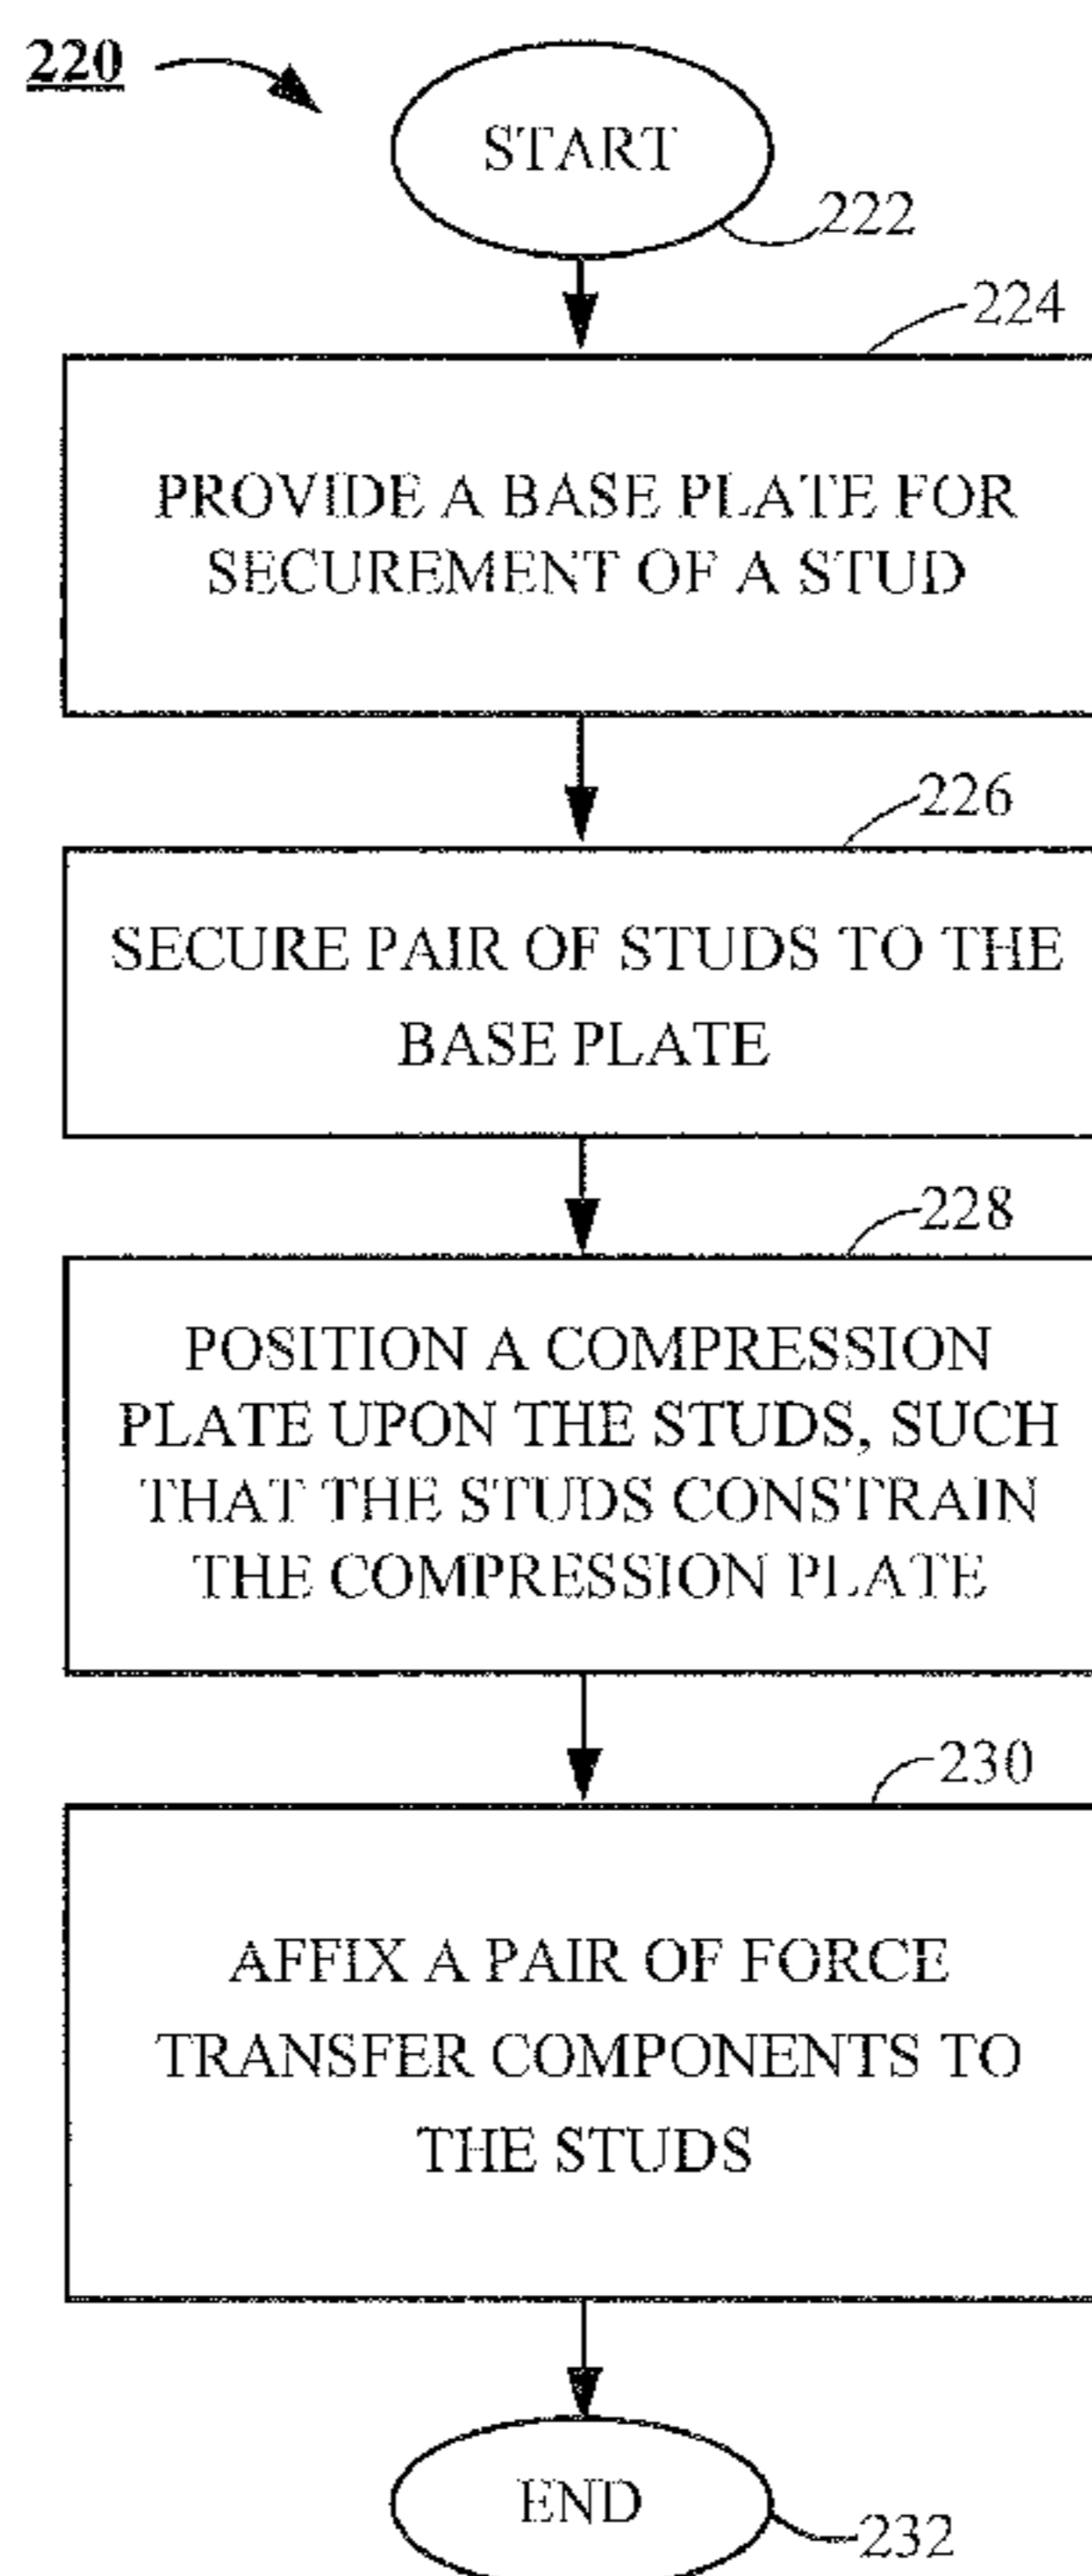 220
START
222
224
PROVIDE A BASE PLATE FOR
SECUREMENT OF A STUD
226
SECURE PAIR OF STUDS TO THE
BASE PLATE
228
POSITION A COMPRESSION
PLATE UPON THE STUDS, SUCH
THAT THE STUDS CONSTRAIN
THE COMPRESSION PLATE
230
AFFIX A PAIR OF FORCE
TRANSFER COMPONENTS TO
THE STUDS
END
232